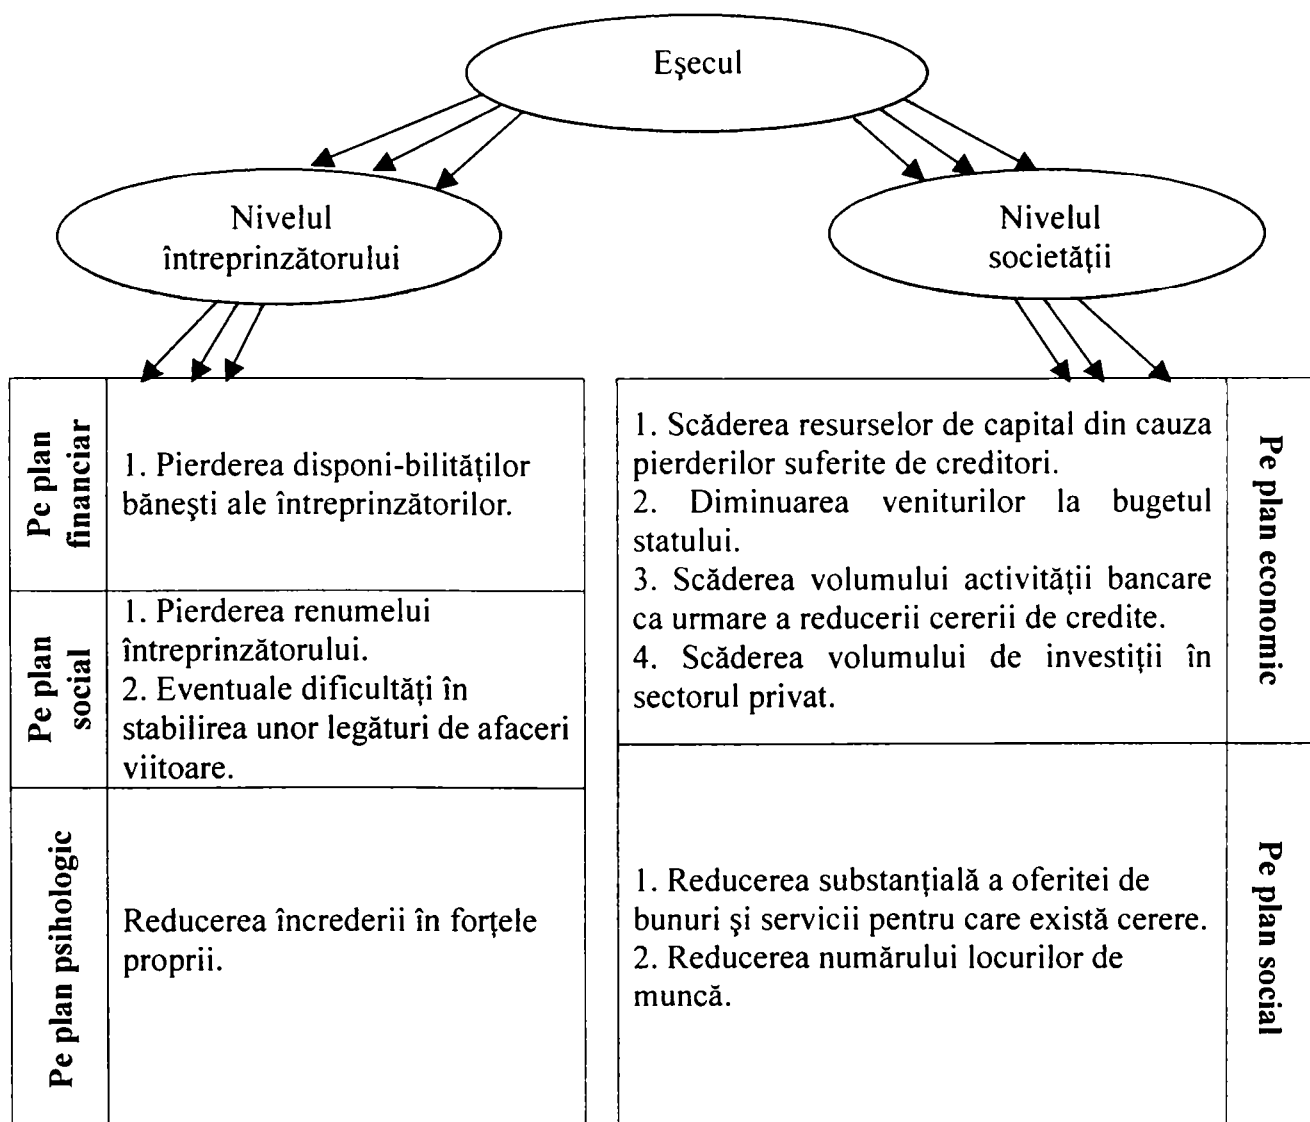 Eşecul
Nivelul
întreprinzătorului
Nivelul
societăţii
Pe plan
financiar
1. Pierderea disponi-bilităţilor
băneşti ale întreprinzătorilor.
Pe plan
social
1. Pierderea renumelui
întreprinzătorului.
2. Eventuale dificultăţi în
stabilirea unor legături de afaceri
viitoare.
Pe plan psihologic
Reducerea încrederii în forţele
proprii.
1. Scăderea resurselor de capital din cauza
pierderilor suferite de creditori.
2. Diminuarea veniturilor la bugetul
statului.
3. Scăderea volumului activităţii bancare
ca urmare a reducerii cererii de credite.
4. Scăderea volumului de investiţii în
sectorul privat.
Pe plan economic
1. Reducerea substanţială a oferitei de
bunuri şi servicii pentru care există cerere.
2. Reducerea numărului locurilor de
muncă.
Pe plan social